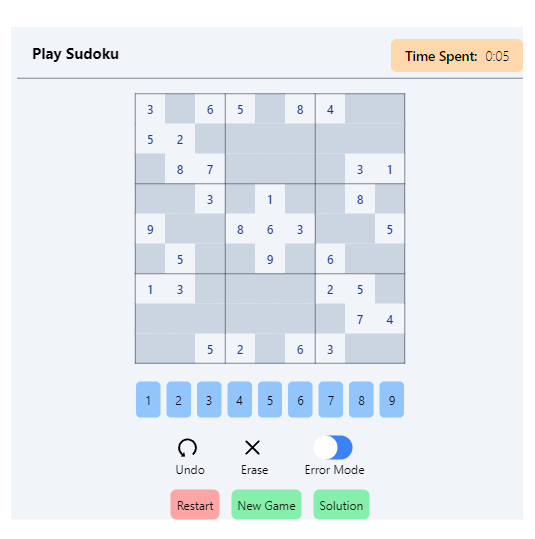 Play Sudoku
Time Spent: 0:05
3 6 5 8 4
5 2
8 7 3 1
3 1 8
9 8 6 3 5
5 9 6
1 3 2 5
7 4
5 2 6 3
1 2 3 4 5 6 7 8 9
Undo Erase Error Mode
Restart New Game Solution